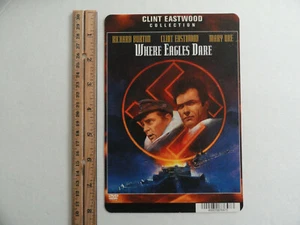 CLINT EASTWOOD
COLLECTION
RICHARD BURTON CLINT EASTWOOD MARY URE
WHERE EAGLES DARE